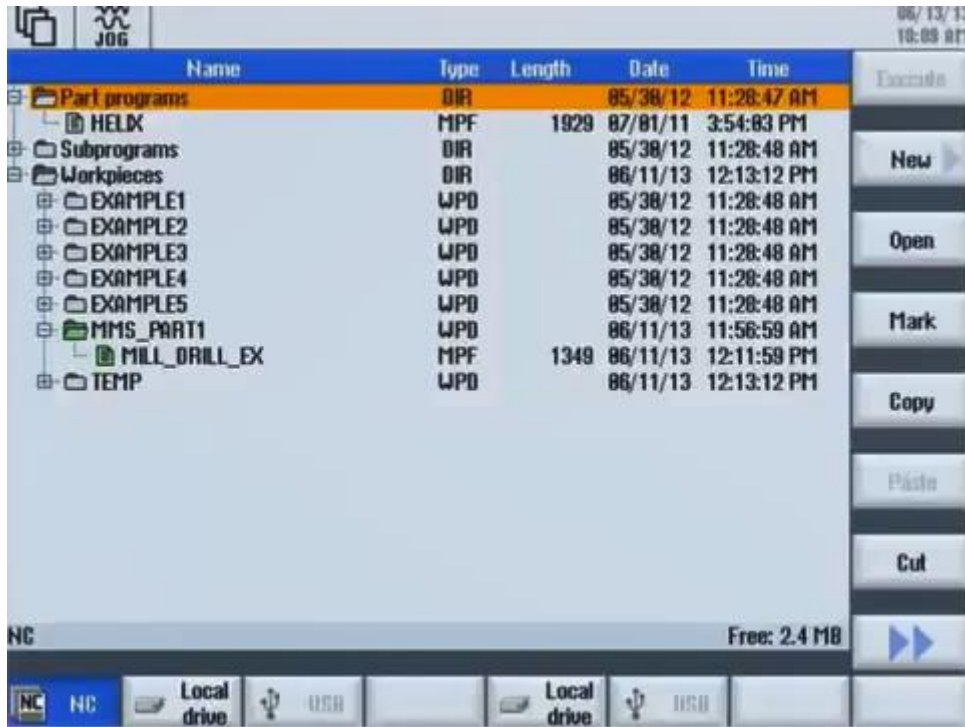 06/13/13
JOG
10:09 AM
Name Type Length Date Time
Part programs DIR 05/30/12 11:28:47 AM
HELIX MPF 1929 07/01/11 3:54:03 PM
Subprograms DIR 05/30/12 11:28:48 AM
Workpieces DIR 06/11/13 12:13:12 PM
EXAMPLE1 WPD 05/30/12 11:28:48 AM
EXAMPLE2 WPD 05/30/12 11:28:48 AM
EXAMPLE3 WPD 05/30/12 11:28:48 AM
EXAMPLE4 WPD 05/30/12 11:28:48 AM
EXAMPLE5 WPD 05/30/12 11:28:48 AM
MMS_PART1 WPD 06/11/13 11:56:59 AM
MILL_DRILL_EX MPF 1349 06/11/13 12:11:59 PM
TEMP WPD 06/11/13 12:13:12 PM
NC Free: 2.4 MB
Execute
New
Open
Mark
Copy
Paste
Cut
NC NC
Local
drive
USB
Local
drive
USB